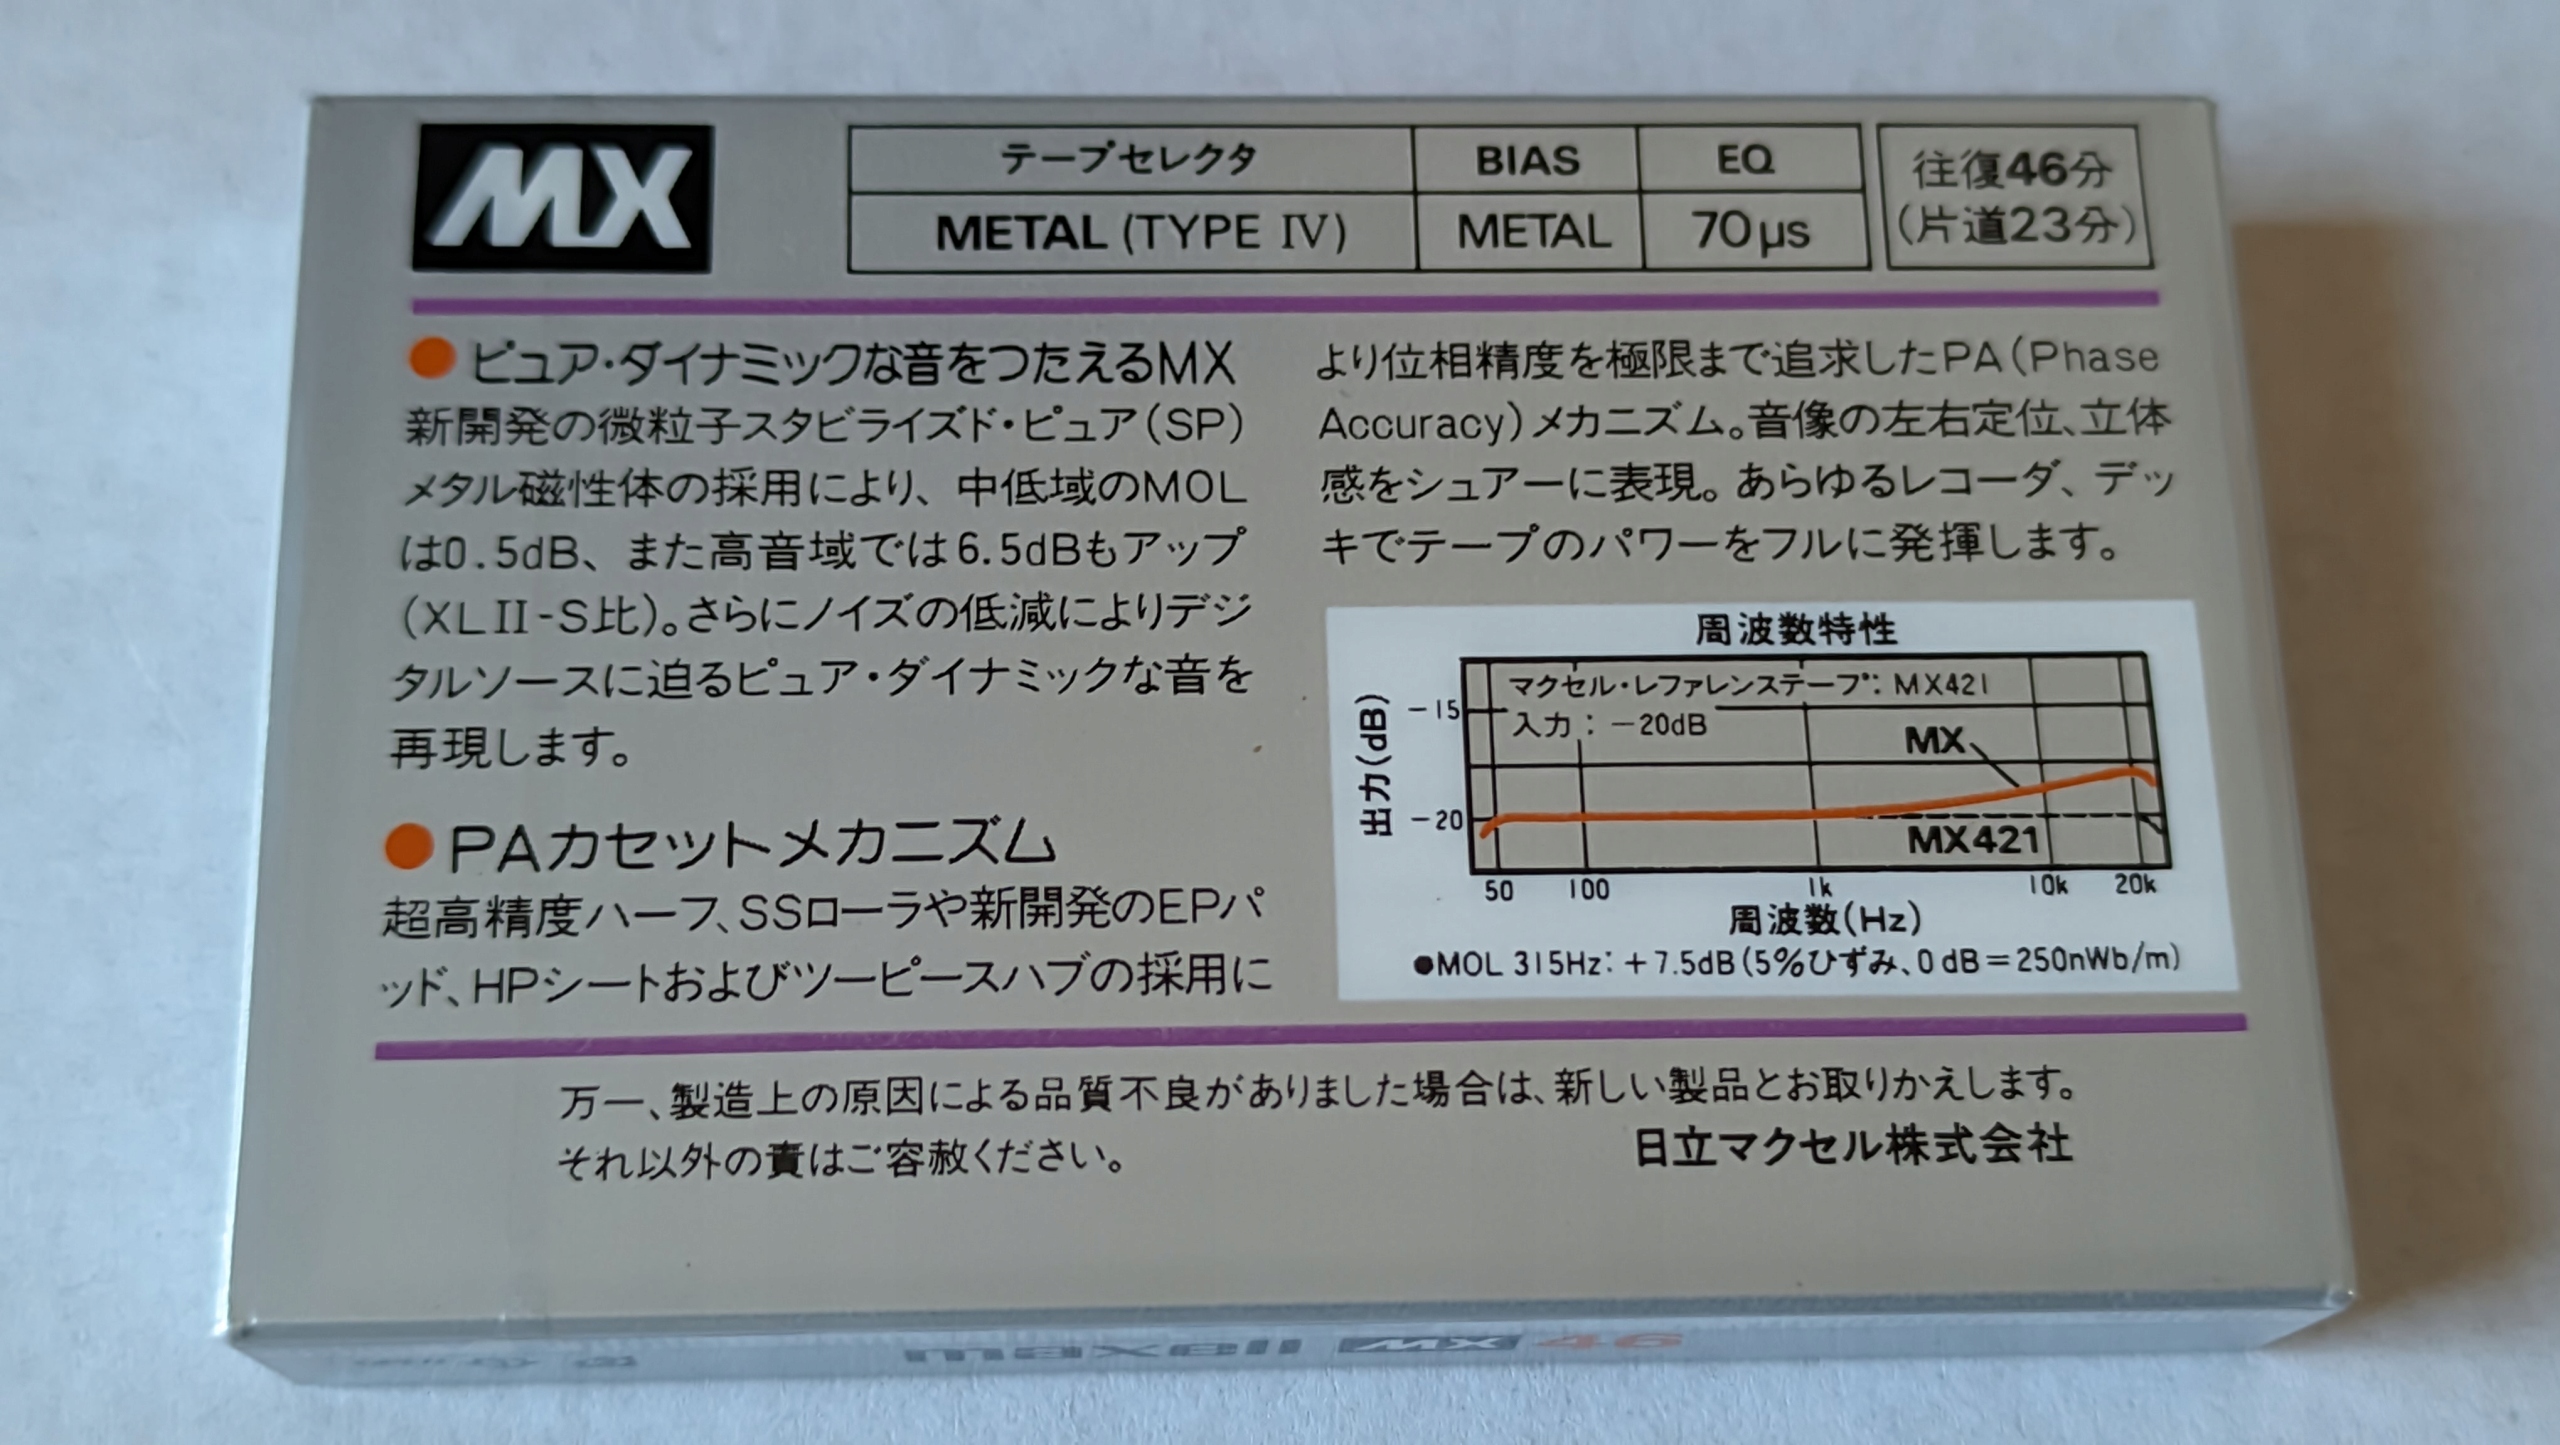 MX
テープセレクタ BIAS EQ
METAL (TYPE IV) METAL 70μs
往復46分
(片道23分)
●ピュア・ダイナミックな音をつたえるMX
新開発の微粒子スタビライズド・ピュア(SP)
メタル磁性体の採用により、中低域のMOL
は0.5dB、また高音域では6.5dBもアップ
(XLII-S比)。さらにノイズの低減によりデジ
タルソースに迫るピュア・ダイナミックな音を
再現します。
●PAカセットメカニズム
超高精度ハーフ、SSローラや新開発のEPパ
ッド、HPシートおよびツーピースハブの採用に
より位相精度を極限まで追求したPA(Phase
Accuracy)メカニズム。音像の左右定位、立体
感をシュアーに表現。あらゆるレコーダ、デッ
キでテープのパワーをフルに発揮します。
周波数特性
マクセル・レファレンステープ: MX421
入力: -20dB
出力(dB)
-15
-20
MX
MX421
50 100 1k 10k 20k
周波数(Hz)
●MOL 315Hz: +7.5dB(5%ひずみ、0dB=250nWb/m)
万一、製造上の原因による品質不良がありました場合は、新しい製品とお取りかえします。
それ以外の責はご容赦ください。
日立マクセル株式会社
maxell MX 46